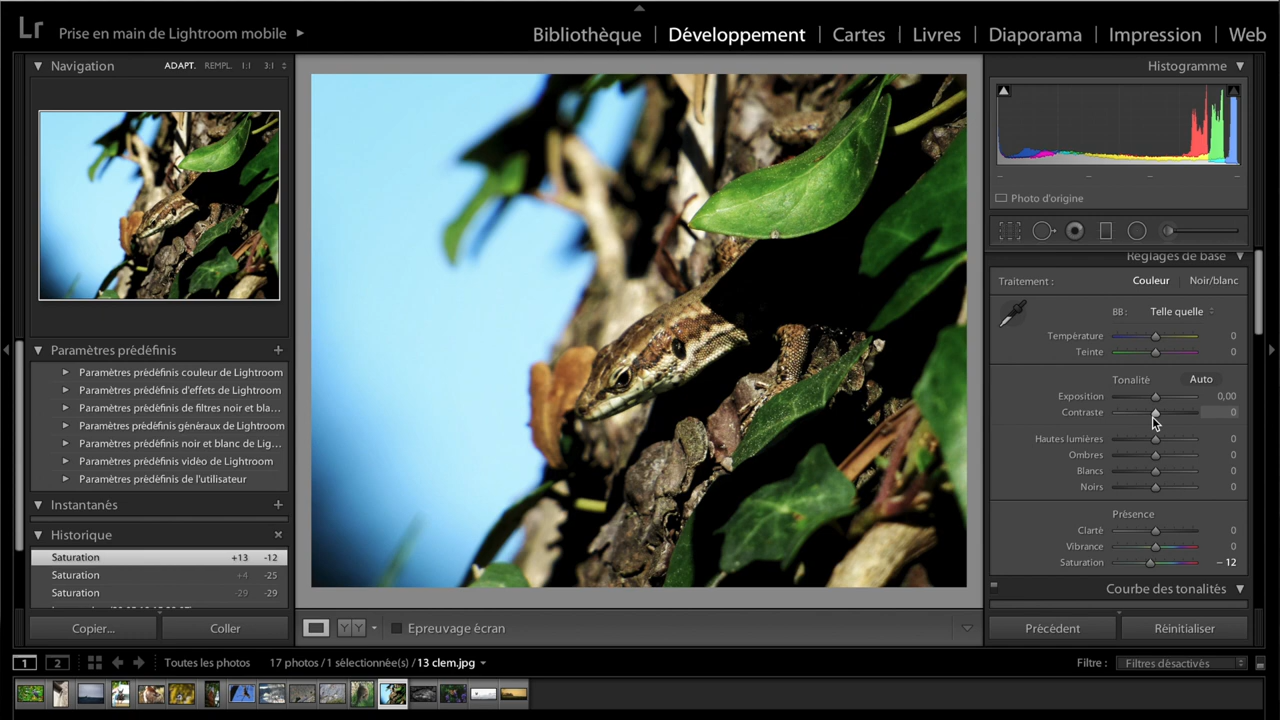 Lr Prise en main de Lightroom mobile
Bibliothèque | Développement | Cartes | Livres | Diaporama | Impression | Web
Navigation ADAPT. REMPL. 1:1 3:1
Paramètres prédéfinis +
Paramètres prédéfinis couleur de Lightroom
Paramètres prédéfinis d'effets de Lightroom
Paramètres prédéfinis de filtres noir et bla...
Paramètres prédéfinis généraux de Lightroom
Paramètres prédéfinis noir et blanc de Lig...
Paramètres prédéfinis vidéo de Lightroom
Paramètres prédéfinis de l'utilisateur
Instantanés +
Historique ×
Saturation +13 -12
Saturation +4 -25
Saturation -29 -29
Copier... Coller
Y Y Epreuvage écran
Histogramme
Photo d'origine
Réglages de base
Traitement : Couleur | Noir/blanc
BB : Telle quelle
Température 0
Teinte 0
Tonalité Auto
Exposition 0,00
Contraste 0
Hautes lumières 0
Ombres 0
Blancs 0
Noirs 0
Présence
Clarté 0
Vibrance 0
Saturation – 12
Courbe des tonalités
Précédent Réinitialiser
1 2 Toutes les photos 17 photos / 1 sélectionnée(s) / 13 clem.jpg
Filtre : Filtres désactivés